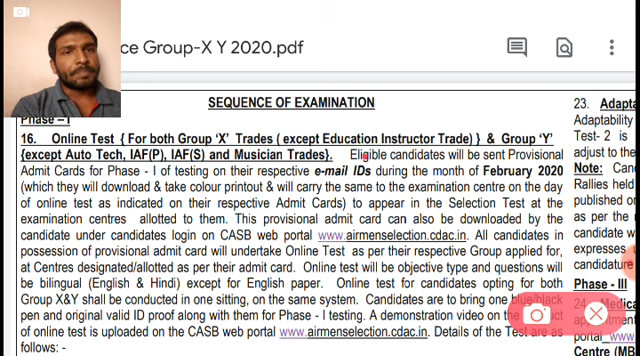 ce Group-X Y 2020.pdf
SEQUENCE OF EXAMINATION
Phase – I
16. Online Test { For both Group ‘X’ Trades ( except Education Instructor Trade) } & Group ‘Y’
{except Auto Tech, IAF(P), IAF(S) and Musician Trades}. Eligible candidates will be sent Provisional
Admit Cards for Phase - I of testing on their respective e-mail IDs during the month of February 2020
(which they will download & take colour printout & will carry the same to the examination centre on the day
of online test as indicated on their respective Admit Cards) to appear in the Selection Test at the
examination centres allotted to them. This provisional admit card can also be downloaded by the
candidate under candidates login on CASB web portal www.airmenselection.cdac.in. All candidates in
possession of provisional admit card will undertake Online Test as per their respective Group applied for,
at Centres designated/allotted as per their admit card. Online test will be objective type and questions will
be bilingual (English & Hindi) except for English paper. Online test for candidates opting for both
Group X&Y shall be conducted in one sitting, on the same system. Candidates are to bring one blue/black
pen and original valid ID proof along with them for Phase - I testing. A demonstration video on the
of online test is uploaded on the CASB web portal www.airmenselection.cdac.in. Details of the Test are as
follows: -
23. Adapta
Adaptability
Test-2 is
adjust to the
Note: Can
Rallies held
published o
as per the
candidate w
expresses
candidature
Phase – III
24. Medica
portal www
Centre (MB